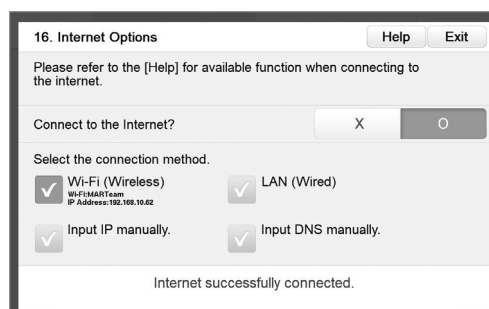 16. Internet Options
Help
Exit
Please refer to the [Help] for available function when connecting to
the internet.
Connect to the Internet?
X
O
Select the connection method.
Wi-Fi (Wireless)
Wi-Fi:MARTeam
IP Address:192.168.10.62
LAN (Wired)
Input IP manually.
Input DNS manually.
Internet successfully connected.